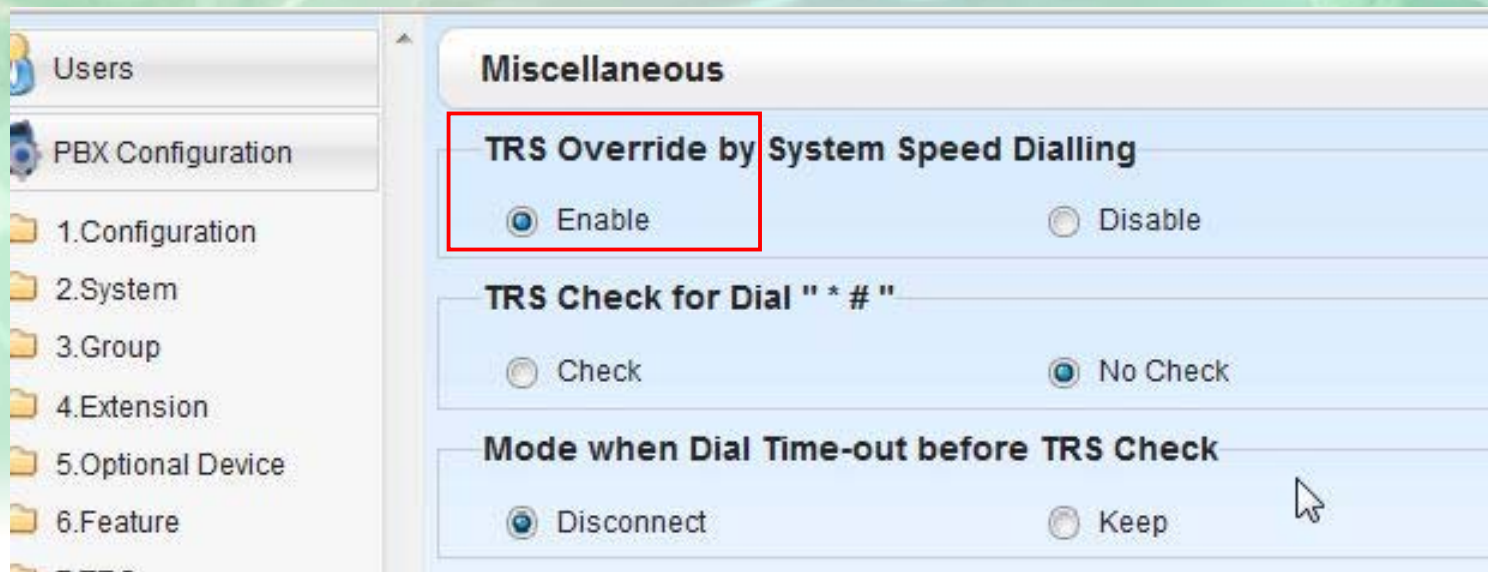 Users
PBX Configuration
1.Configuration
2.System
3.Group
4.Extension
5.Optional Device
6.Feature
Miscellaneous
TRS Override by System Speed Dialling
Enable Disable
TRS Check for Dial " * # "
Check No Check
Mode when Dial Time-out before TRS Check
Disconnect Keep